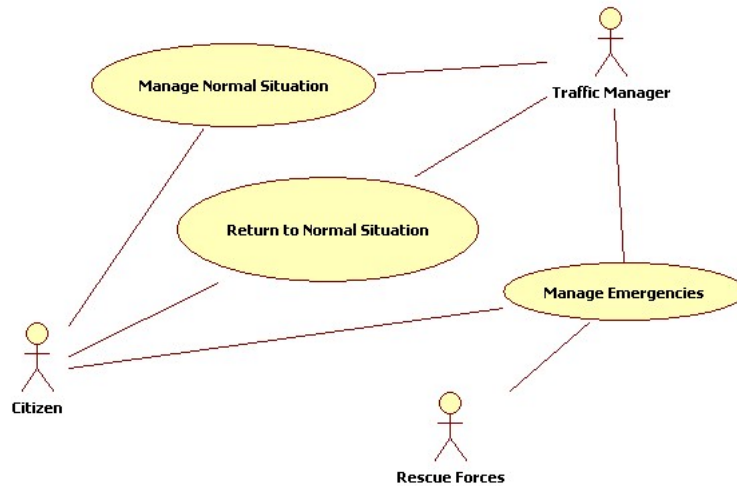 Manage Normal Situation
Traffic Manager
Return to Normal Situation
Manage Emergencies
Citizen
Rescue Forces